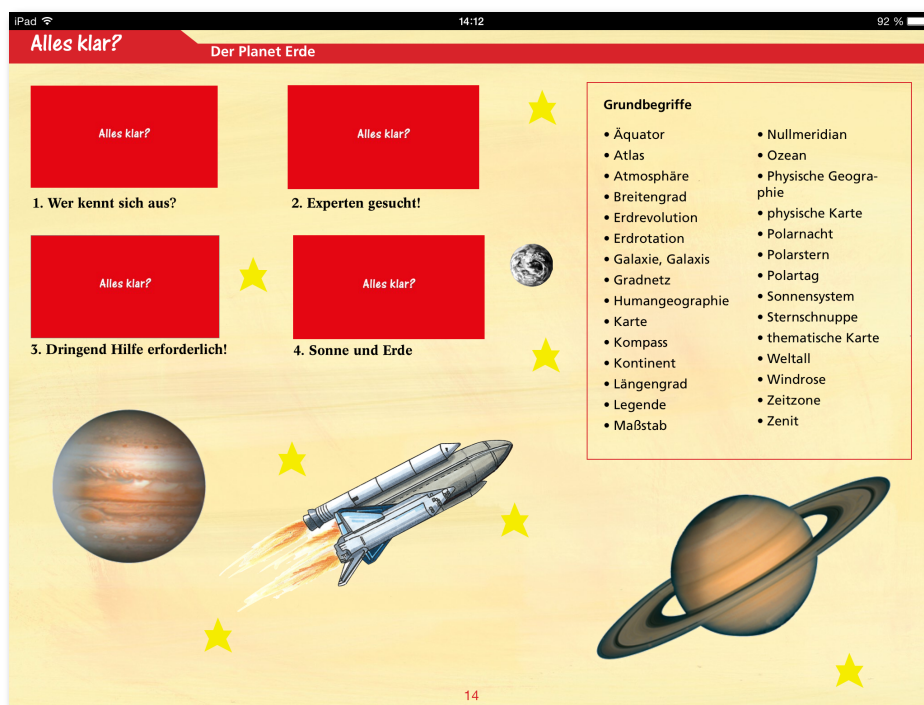 iPad 14:12 92 %
Alles klar?
Der Planet Erde
Alles klar?
1. Wer kennt sich aus?
Alles klar?
2. Experten gesucht!
Alles klar?
3. Dringend Hilfe erforderlich!
Alles klar?
4. Sonne und Erde
Grundbegriffe
• Äquator
• Atlas
• Atmosphäre
• Breitengrad
• Erdrevolution
• Erdrotation
• Galaxie, Galaxis
• Gradnetz
• Humangeographie
• Karte
• Kompass
• Kontinent
• Längengrad
• Legende
• Maßstab
• Nullmeridian
• Ozean
• Physische Geogra-
phie
• physische Karte
• Polarnacht
• Polarstern
• Polartag
• Sonnensystem
• Sternschnuppe
• thematische Karte
• Weltall
• Windrose
• Zeitzone
• Zenit
14